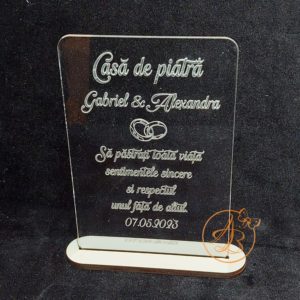 Casă de piatră
Gabriel & Alexandra
Să păstrați toată viața
sentimentele sincere
și respectul
unul față de altul.
07.05.2023